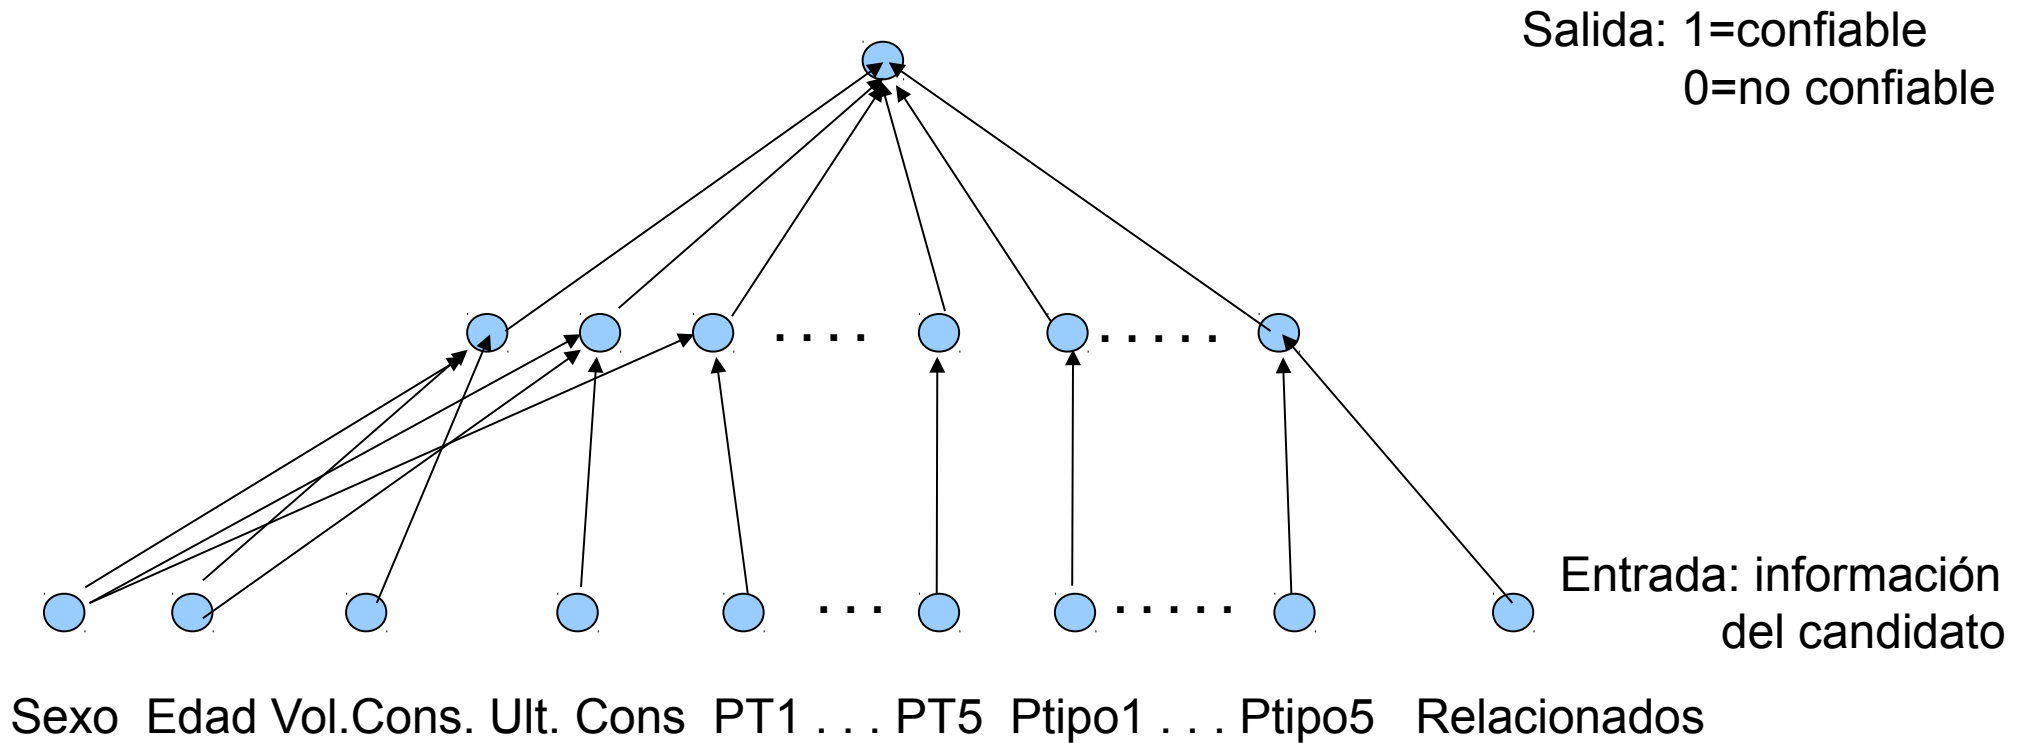 Salida: 1=confiable
0=no confiable
. . . .
. . . . .
Entrada: información
del candidato
. . .
. . . . .
Sexo Edad Vol.Cons. Ult. Cons PT1 . . . PT5 Ptipo1 . . . Ptipo5 Relacionados